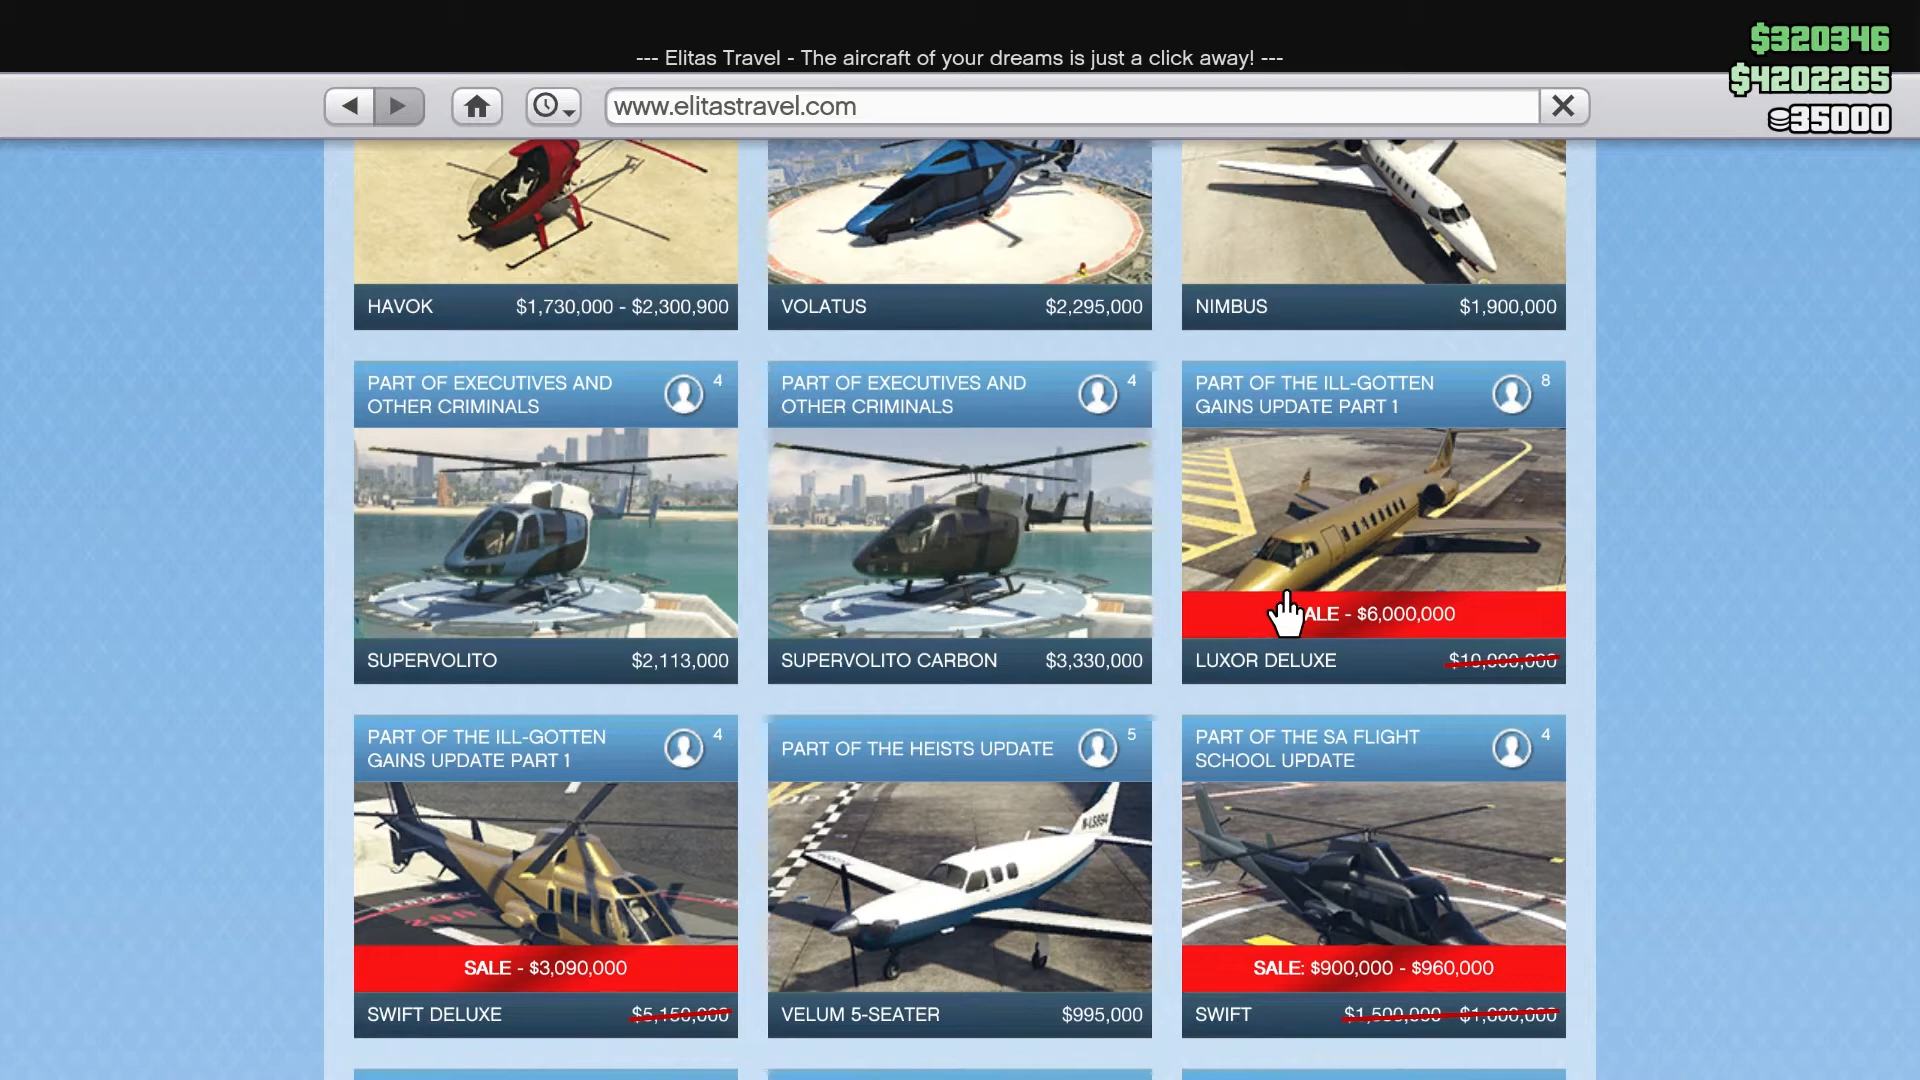 --- Elitas Travel - The aircraft of your dreams is just a click away! ---
$320346
$4202265
35000
www.elitastravel.com
HAVOK $1,730,000 - $2,300,900
VOLATUS $2,295,000
NIMBUS $1,900,000
PART OF EXECUTIVES AND
OTHER CRIMINALS
4
PART OF EXECUTIVES AND
OTHER CRIMINALS
4
PART OF THE ILL-GOTTEN
GAINS UPDATE PART 1
8
ALE - $6,000,000
SUPERVOLITO $2,113,000
SUPERVOLITO CARBON $3,330,000
LUXOR DELUXE $10,000,000
PART OF THE ILL-GOTTEN
GAINS UPDATE PART 1
4
PART OF THE HEISTS UPDATE
5
PART OF THE SA FLIGHT
SCHOOL UPDATE
4
SALE - $3,090,000
SALE: $900,000 - $960,000
SWIFT DELUXE $5,150,000
VELUM 5-SEATER $995,000
SWIFT $1,500,000 - $1,600,000